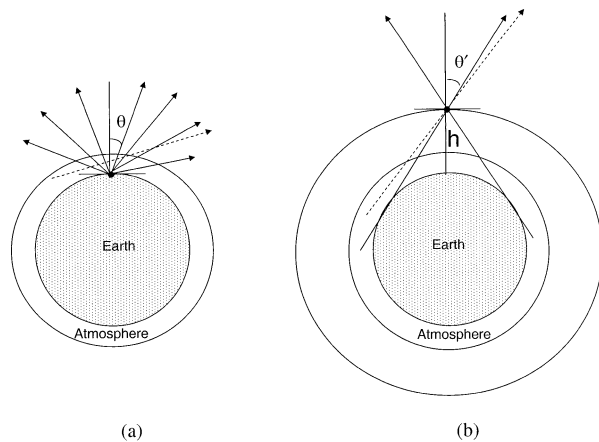 θ
Earth
Atmosphere
(a)
θ′
h
Earth
Atmosphere
(b)